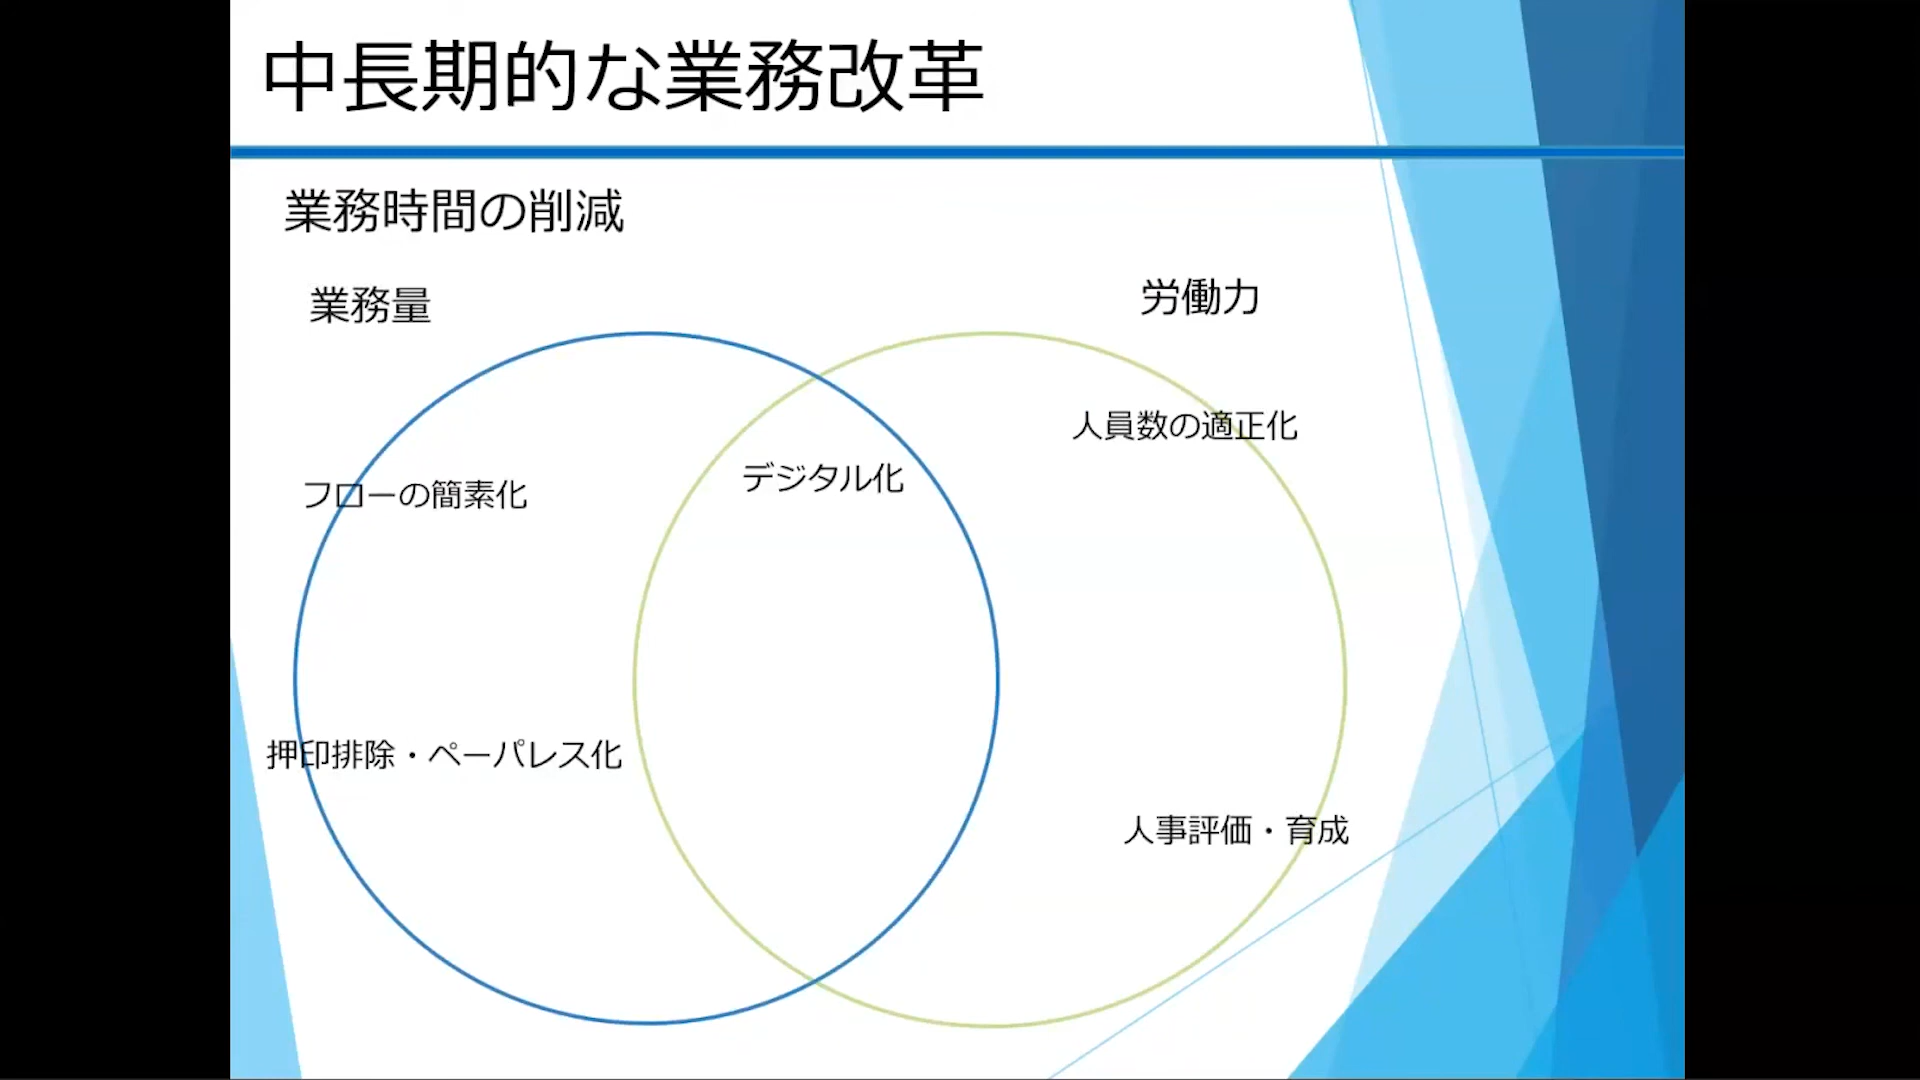 中長期的な業務改革
業務時間の削減
業務量
労働力
人員数の適正化
デジタル化
フローの簡素化
押印排除・ペーパレス化
人事評価・育成